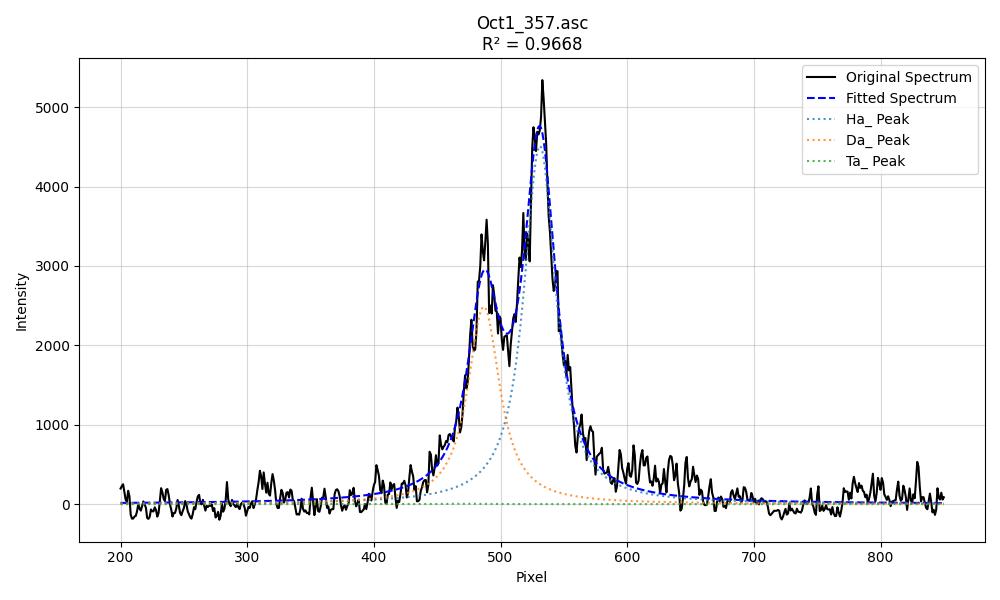 Oct1_357.asc
R² = 0.9668
Original Spectrum
Fitted Spectrum
Ha_ Peak
Da_ Peak
Ta_ Peak
Intensity
5000
4000
3000
2000
1000
0
200
300
400
500
600
700
800
Pixel